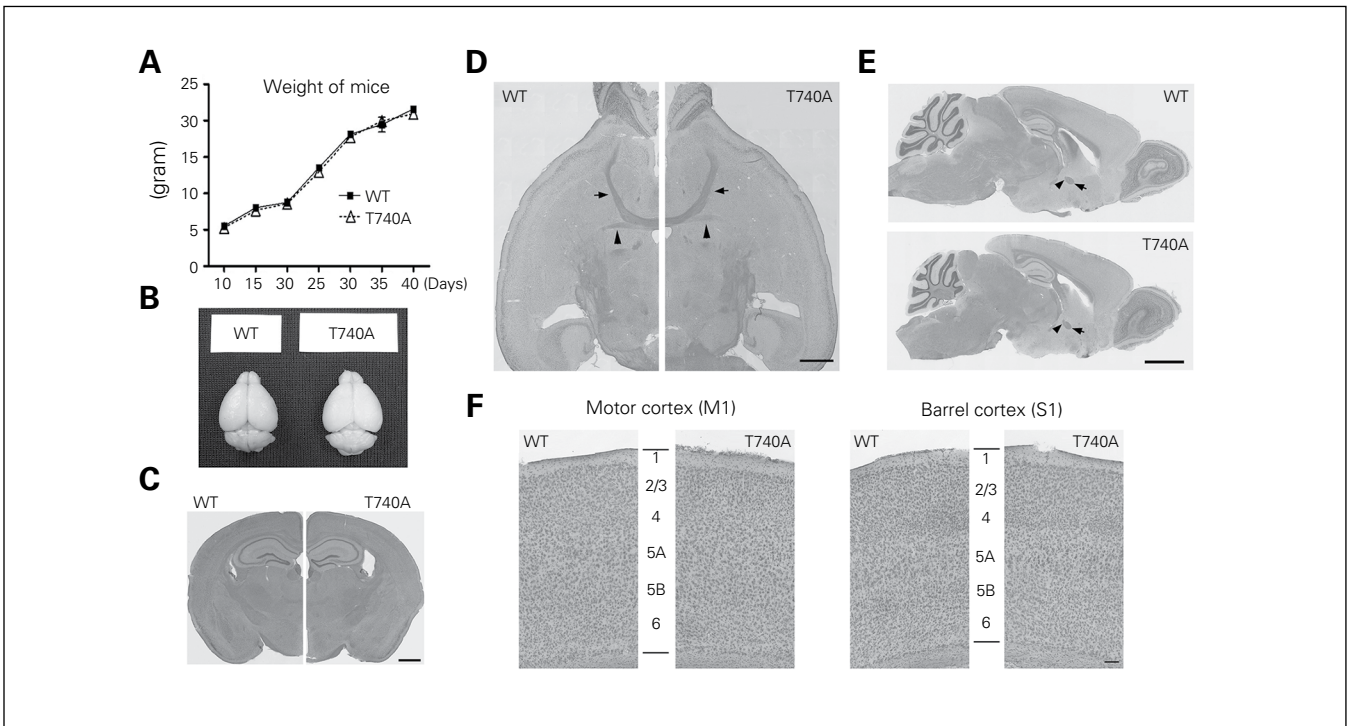 A
Weight of mice
25
30
15
10
5
0
(gram)
WT
T740A
10 15 30 25 30 35 40 (Days)
B
WT T740A
C
WT T740A
D
WT T740A
E
WT
T740A
F
Motor cortex (M1)
WT T740A
1
2/3
4
5A
5B
6
Barrel cortex (S1)
WT T740A
1
2/3
4
5A
5B
6